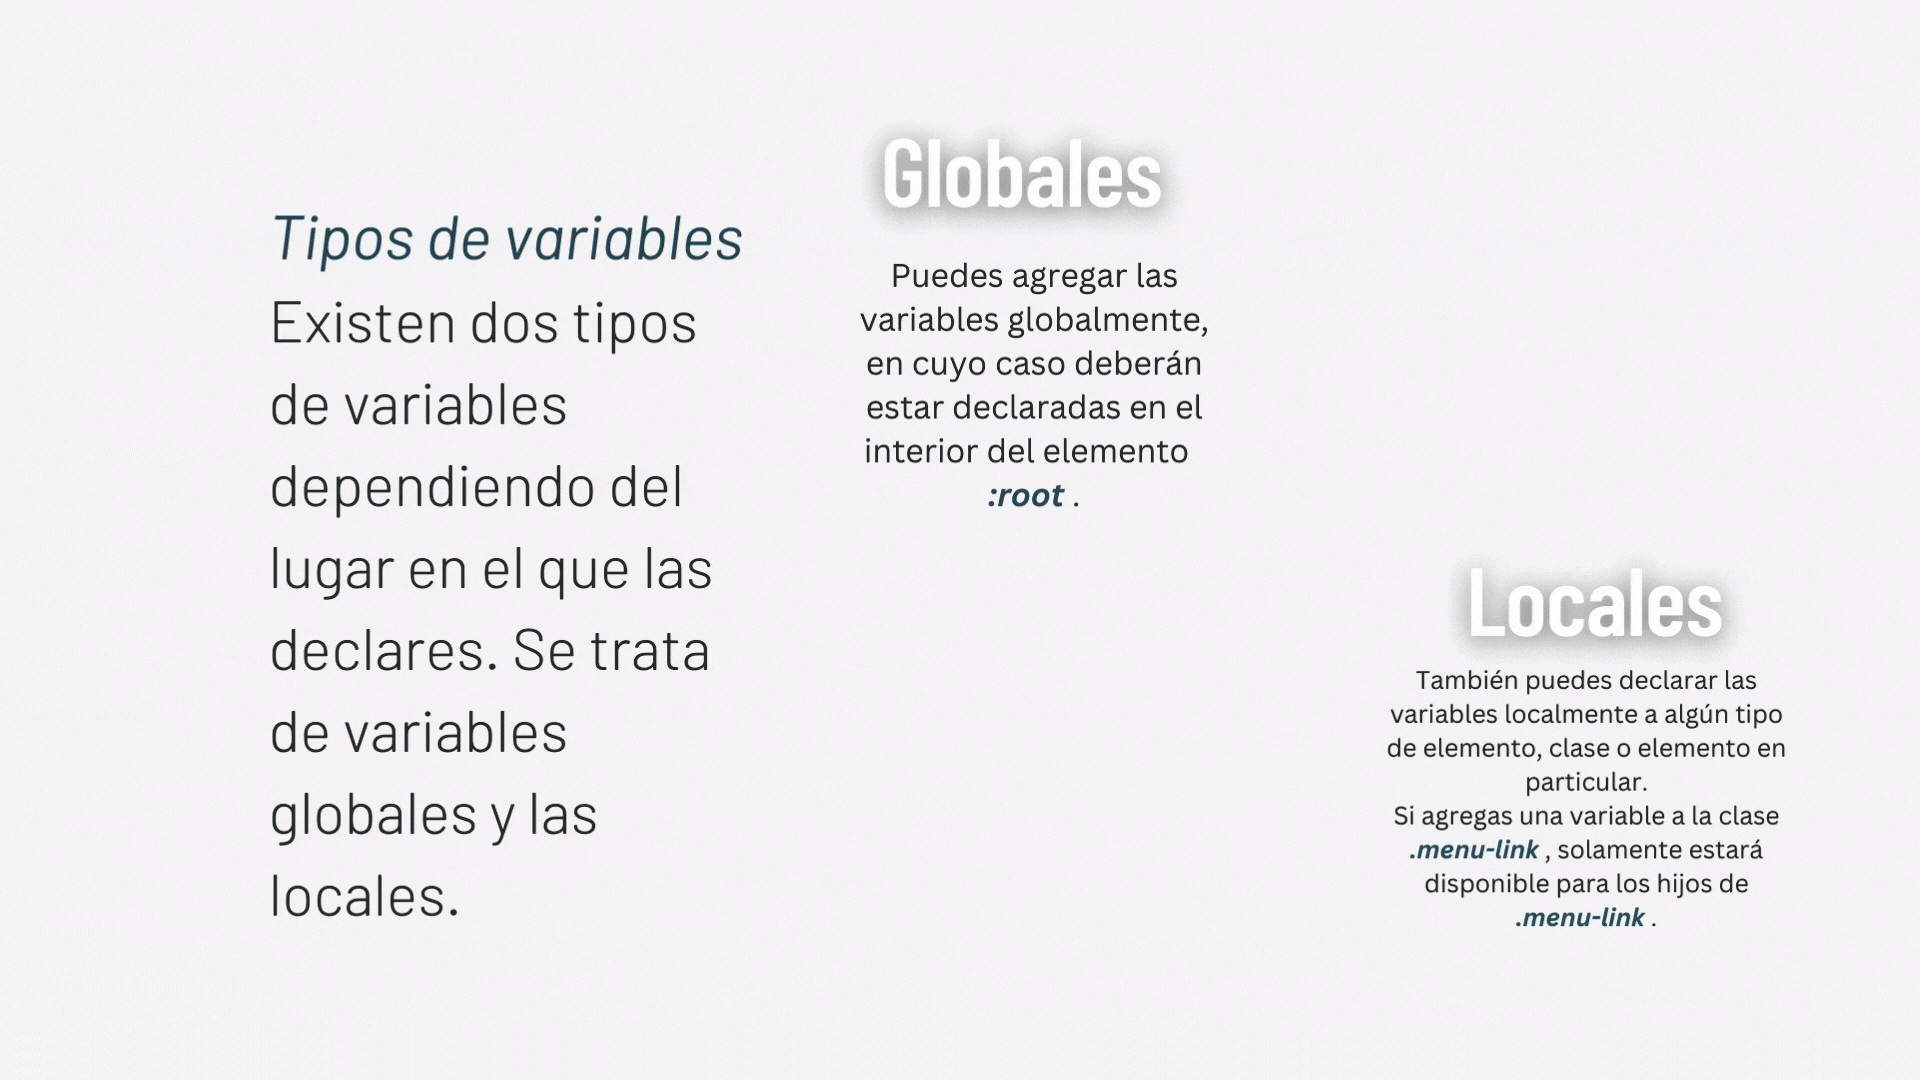 Tipos de variables
Existen dos tipos
de variables
dependiendo del
lugar en el que las
declares. Se trata
de variables
globales y las
locales.
Globales
Puedes agregar las
variables globalmente,
en cuyo caso deberán
estar declaradas en el
interior del elemento
:root .
Locales
También puedes declarar las
variables localmente a algún tipo
de elemento, clase o elemento en
particular.
Si agregas una variable a la clase
.menu-link , solamente estará
disponible para los hijos de
.menu-link .